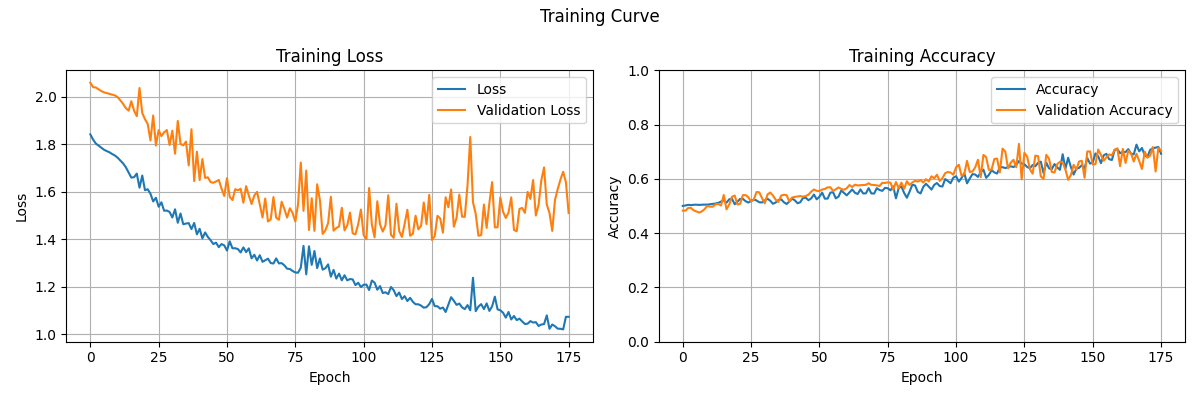 Training Curve
Training Loss
Loss
Validation Loss
2.0
1.8
1.6
1.4
1.2
1.0
Loss
0
25
50
75
100
125
150
175
Epoch
Training Accuracy
Accuracy
Validation Accuracy
1.0
0.8
0.6
0.4
0.2
0.0
Accuracy
0
25
50
75
100
125
150
175
Epoch